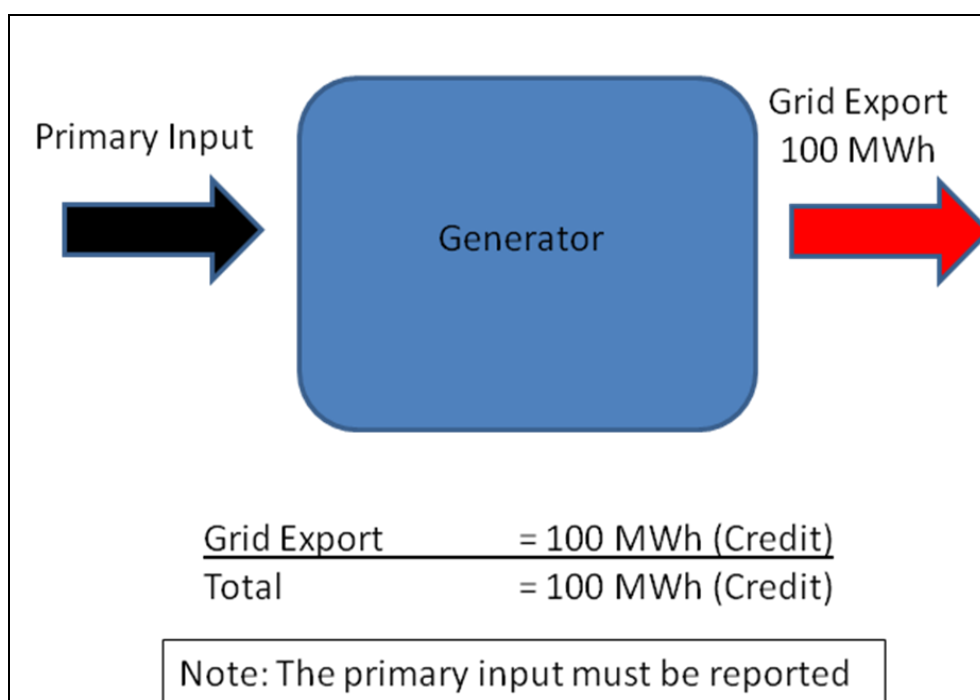 Primary Input
Grid Export
100 MWh
Generator
Grid Export = 100 MWh (Credit)
Total = 100 MWh (Credit)
Note: The primary input must be reported